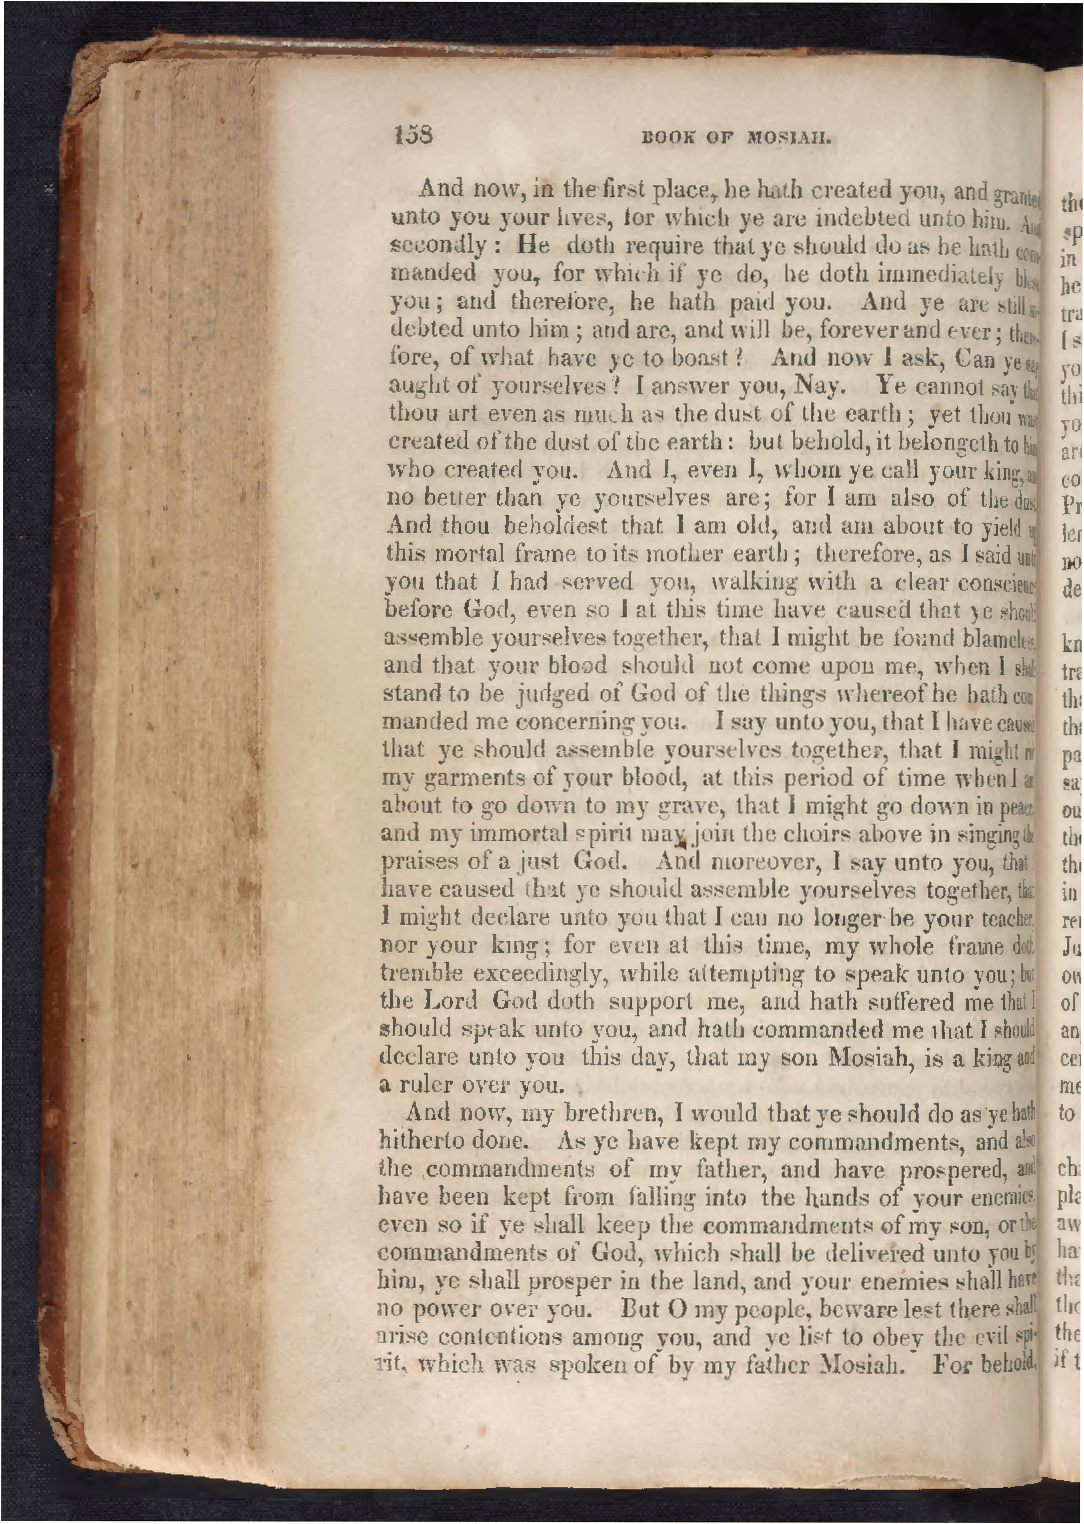 158 BOOK OF MOSIAH.
And now, in the first place, he hath created you, and granted
unto you your lives, for which ye are indebted unto him. And
secondly: He doth require that ye should do as he hath com-
manded you, for which if ye do, he doth immediately bless
you; and therefore, he hath paid you. And ye are still in-
debted unto him; and are, and will be, forever and ever; there-
fore, of what have ye to boast? And now I ask, Can ye say
aught of yourselves? I answer you, Nay. Ye cannot say that
thou art even as much as the dust of the earth; yet thou wast
created of the dust of the earth: but behold, it belongeth to him
who created you. And I, even I, whom ye call your king, am
no better than ye yourselves are; for I am also of the dust.
And thou beholdest that I am old, and am about to yield up
this mortal frame to its mother earth; therefore, as I said unto
you that I had served you, walking with a clear conscience
before God, even so I at this time have caused that ye should
assemble yourselves together, that I might be found blameless,
and that your blood should not come upon me, when I shall
stand to be judged of God of the things whereof he hath com
manded me concerning you. I say unto you, that I have caused
that ye should assemble yourselves together, that I might
my garments of your blood, at this period of time when I am
about to go down to my grave, that I might go down in peace,
and my immortal spirit may join the choirs above in singing the
praises of a just God. And moreover, I say unto you, that
have caused that ye should assemble yourselves together, that
I might declare unto you that I can no longer be your teacher,
nor your king; for even at this time, my whole frame doth
tremble exceedingly, while attempting to speak unto you; but
the Lord God doth support me, and hath suffered me that I
should speak unto you, and hath commanded me that I should
declare unto you this day, that my son Mosiah, is a king and
a ruler over you.
And now, my brethren, I would that ye should do as ye hath
hitherto done. As ye have kept my commandments, and also
the commandments of my father, and have prospered, and
have been kept from falling into the hands of your enemies,
even so if ye shall keep the commandments of my son, or the
commandments of God, which shall be delivered unto you by
him, ye shall prosper in the land, and your enemies shall have
no power over you. But O my people, beware lest there shall
arise contentions among you, and ye list to obey the evil spi-
rit, which was spoken of by my father Mosiah. For behold,